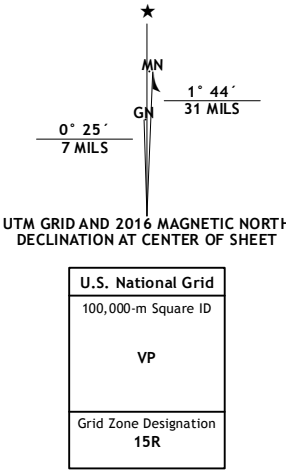 MN
1° 44´
31 MILS
GN
0° 25´
7 MILS
UTM GRID AND 2016 MAGNETIC NORTH
DECLINATION AT CENTER OF SHEET
U.S. National Grid
100,000-m Square ID
VP
Grid Zone Designation
15R